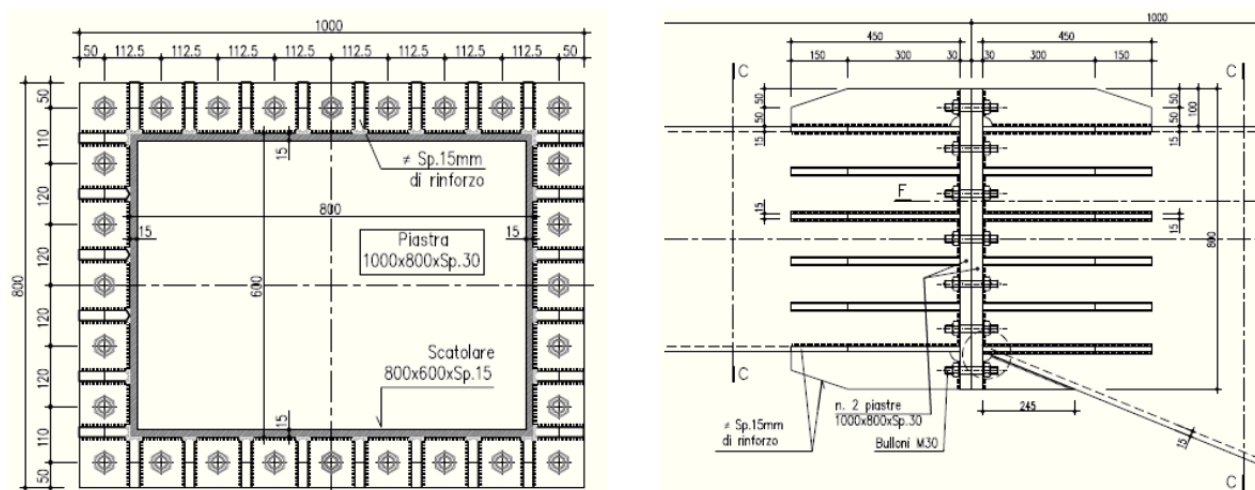 1000
50 112.5 112.5 112.5 112.5 112.5 112.5 112.5 112.5 50
800
50
110
120
120
120
120
110
50
15
≠ Sp.15mm
di rinforzo
800
15
15
Piastra
1000x800xSp.30
600
Scatolare
800x600xSp.15
15
1000
450
450
150 300 30 30 300 150
C
C
50
50
15
50
50
15
100
F
15
15
800
C
C
n. 2 piastre
1000x800xSp.30
245
≠ Sp.15mm
di rinforzo
Bulloni M30
15